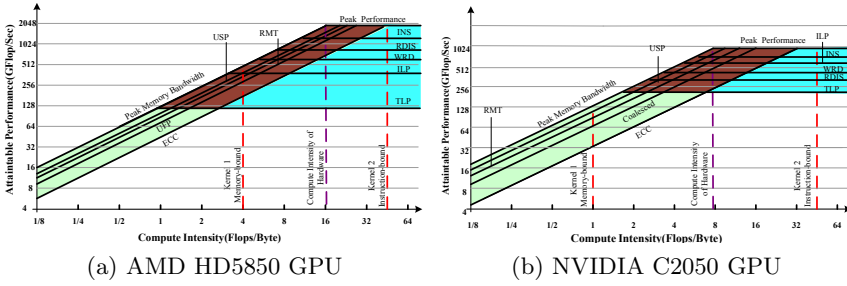 Attainable Performance(GFlop/Sec)
2048
1024
512
256
128
64
32
16
8
4
1/8
1/4
1/2
1
2
4
8
16
32
64
Compute Intensity(Flops/Byte)
Peak Memory Bandwidth
USP
RMT
UFP
ECC
Peak Performance
INS
RDIS
WRD
ILP
TLP
Kernel 1
Memory-bound
Compute Intensity of
Hardware
Kernel 2
Instruction-bound
(a) AMD HD5850 GPU
Attaintable Performance(GFlop/Sec)
1024
512
256
128
64
32
16
8
4
1/8
1/4
1/2
1
2
4
8
16
32
64
Compute Intensity(Flops/Byte)
RMT
Peak Memory Bandwidth
USP
Coalesced
ECC
Peak Performance
ILP
INS
WRD
RDIS
TLP
Kernel 1
Memory-bound
Compute Intensity
of Hardware
Kernel 2
Instruction-bound
(b) NVIDIA C2050 GPU